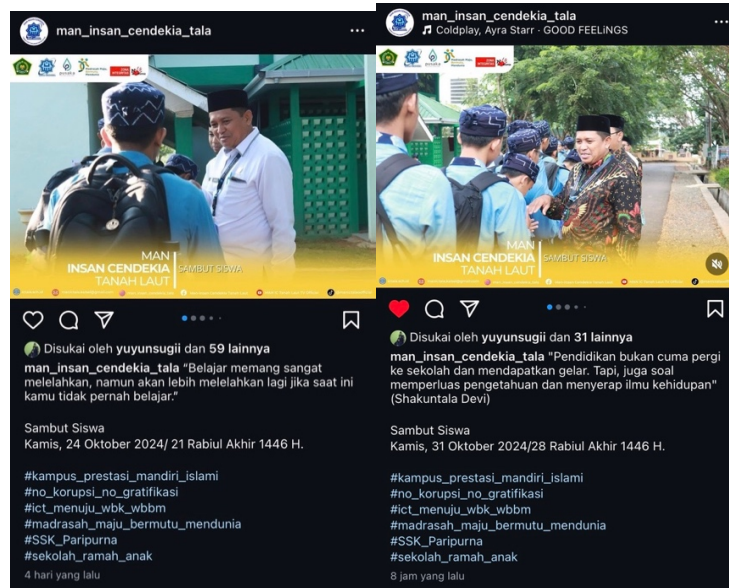 man_insan_cendekia_tala
MAN
INSAN CENDEKIA
TANAH LAUT
SAMBUT SISWA
Disukai oleh yuyunsugii dan 59 lainnya
man_insan_cendekia_tala "Belajar memang sangat
melelahkan, namun akan lebih melelahkan lagi jika saat ini
kamu tidak pernah belajar."
Sambut Siswa
Kamis, 24 Oktober 2024/ 21 Rabiul Akhir 1446 H.
#kampus_prestasi_mandiri_islami
#no_korupsi_no_gratifikasi
#ict_menuju_wbk_wbbm
#madrasah_maju_bermutu_mendunia
#SSK_Paripurna
#sekolah_ramah_anak
4 hari yang lalu
man_insan_cendekia_tala
Coldplay, Ayra Starr · GOOD FEELiNGS
MAN
INSAN CENDEKIA
TANAH LAUT
SAMBUT SISWA
Disukai oleh yuyunsugii dan 31 lainnya
man_insan_cendekia_tala "Pendidikan bukan cuma pergi
ke sekolah dan mendapatkan gelar. Tapi, juga soal
memperluas pengetahuan dan menyerap ilmu kehidupan"
(Shakuntala Devi)
Sambut Siswa
Kamis, 31 Oktober 2024/28 Rabiul Akhir 1446 H.
#kampus_prestasi_mandiri_islami
#no_korupsi_no_gratifikasi
#ict_menuju_wbk_wbbm
#madrasah_maju_bermutu_mendunia
#SSK_Paripurna
#sekolah_ramah_anak
8 jam yang lalu